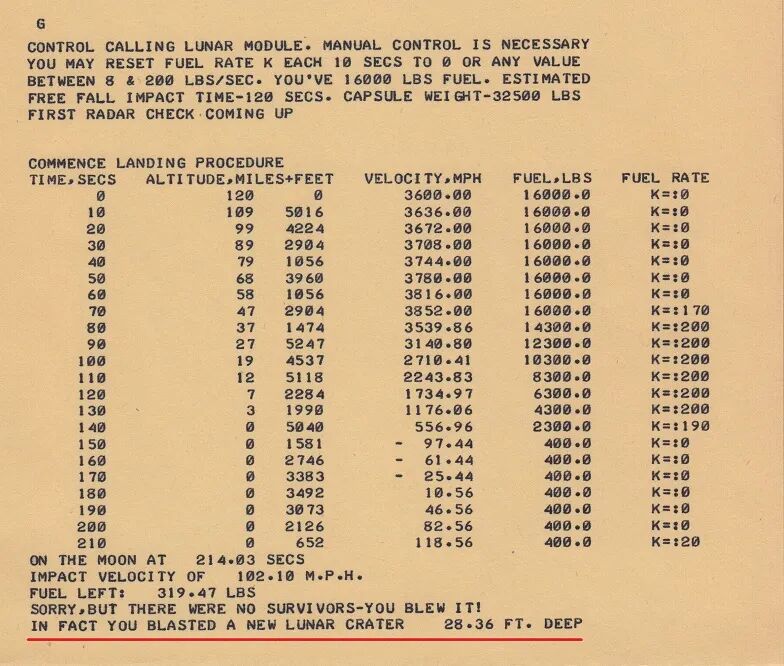 G
CONTROL CALLING LUNAR MODULE. MANUAL CONTROL IS NECESSARY
YOU MAY RESET FUEL RATE K EACH 10 SECS TO 0 OR ANY VALUE
BETWEEN 8 & 200 LBS/SEC. YOU'VE 16000 LBS FUEL. ESTIMATED
FREE FALL IMPACT TIME-120 SECS. CAPSULE WEIGHT-32500 LBS
FIRST RADAR CHECK COMING UP
COMMENCE LANDING PROCEDURE
TIME,SECS ALTITUDE,MILES+FEET VELOCITY,MPH FUEL,LBS FUEL RATE
0 120 0 3600.00 16000.0 K=:0
10 109 5016 3636.00 16000.0 K=:0
20 99 4224 3672.00 16000.0 K=:0
30 89 2904 3708.00 16000.0 K=:0
40 79 1056 3744.00 16000.0 K=:0
50 68 3960 3780.00 16000.0 K=:0
60 58 1056 3816.00 16000.0 K=:0
70 47 2904 3852.00 16000.0 K=:170
80 37 1474 3539.86 14300.0 K=:200
90 27 5247 3140.80 12300.0 K=:200
100 19 4537 2710.41 10300.0 K=:200
110 12 5118 2243.83 8300.0 K=:200
120 7 2284 1734.97 6300.0 K=:200
130 3 1990 1176.06 4300.0 K=:200
140 0 5040 556.96 2300.0 K=:190
150 0 1581 - 97.44 400.0 K=:0
160 0 2746 - 61.44 400.0 K=:0
170 0 3383 - 25.44 400.0 K=:0
180 0 3492 10.56 400.0 K=:0
190 0 3073 46.56 400.0 K=:0
200 0 2126 82.56 400.0 K=:0
210 0 652 118.56 400.0 K=:20
ON THE MOON AT 214.03 SECS
IMPACT VELOCITY OF 102.10 M.P.H.
FUEL LEFT: 319.47 LBS
SORRY,BUT THERE WERE NO SURVIVORS-YOU BLEW IT!
IN FACT YOU BLASTED A NEW LUNAR CRATER 28.36 FT. DEEP